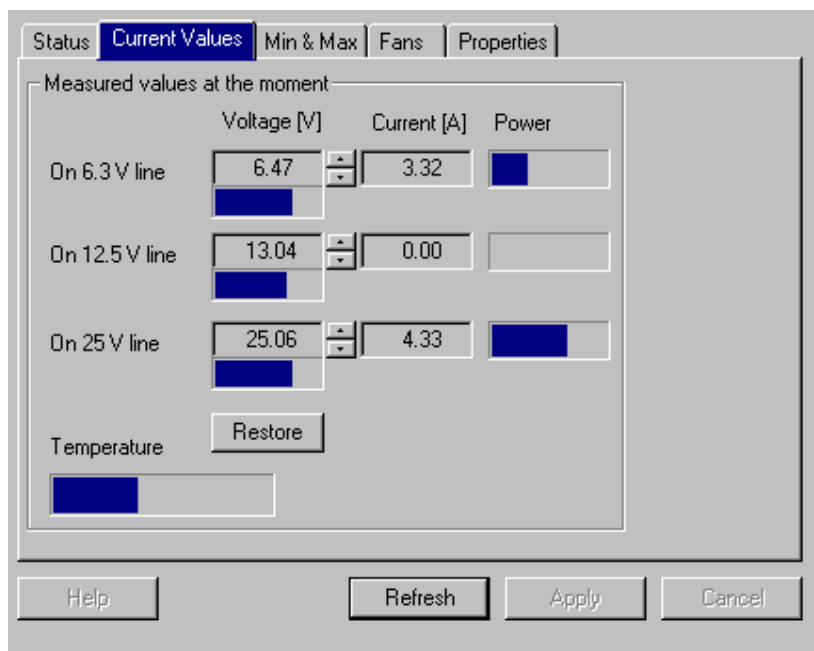 Status Current Values Min & Max Fans Properties
Measured values at the moment
Voltage [V] Current [A] Power
On 6.3 V line 6.47 3.32
On 12.5 V line 13.04 0.00
On 25 V line 25.06 4.33
Temperature Restore
Help Refresh Apply Cancel